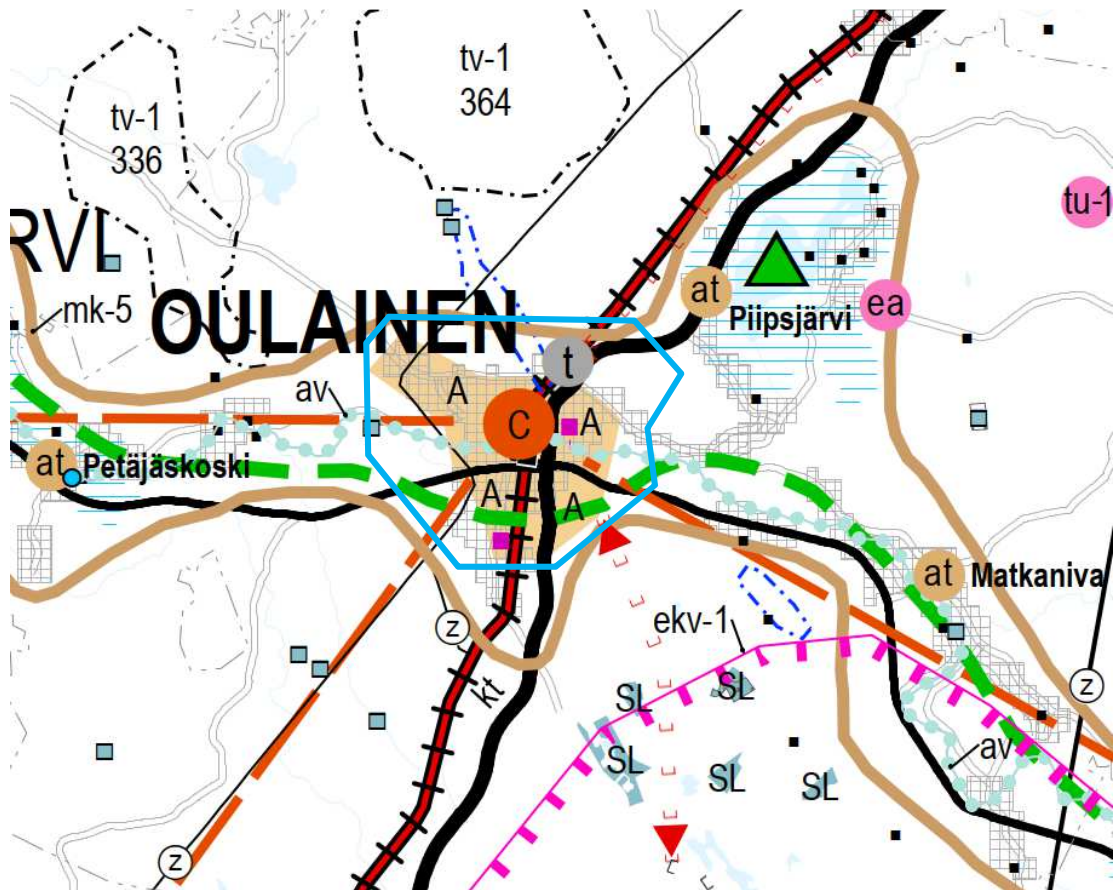 tv-1
364
tv-1
336
tu-1
RVI
mk-5
OULAINEN
at
Piipsjärvi
ea
t
av
A
C
A
at
Petäjäskoski
A
A
at
Matkaniva
ekv-1
z
kt
SL
SL
z
av
SL
SL
SL
z